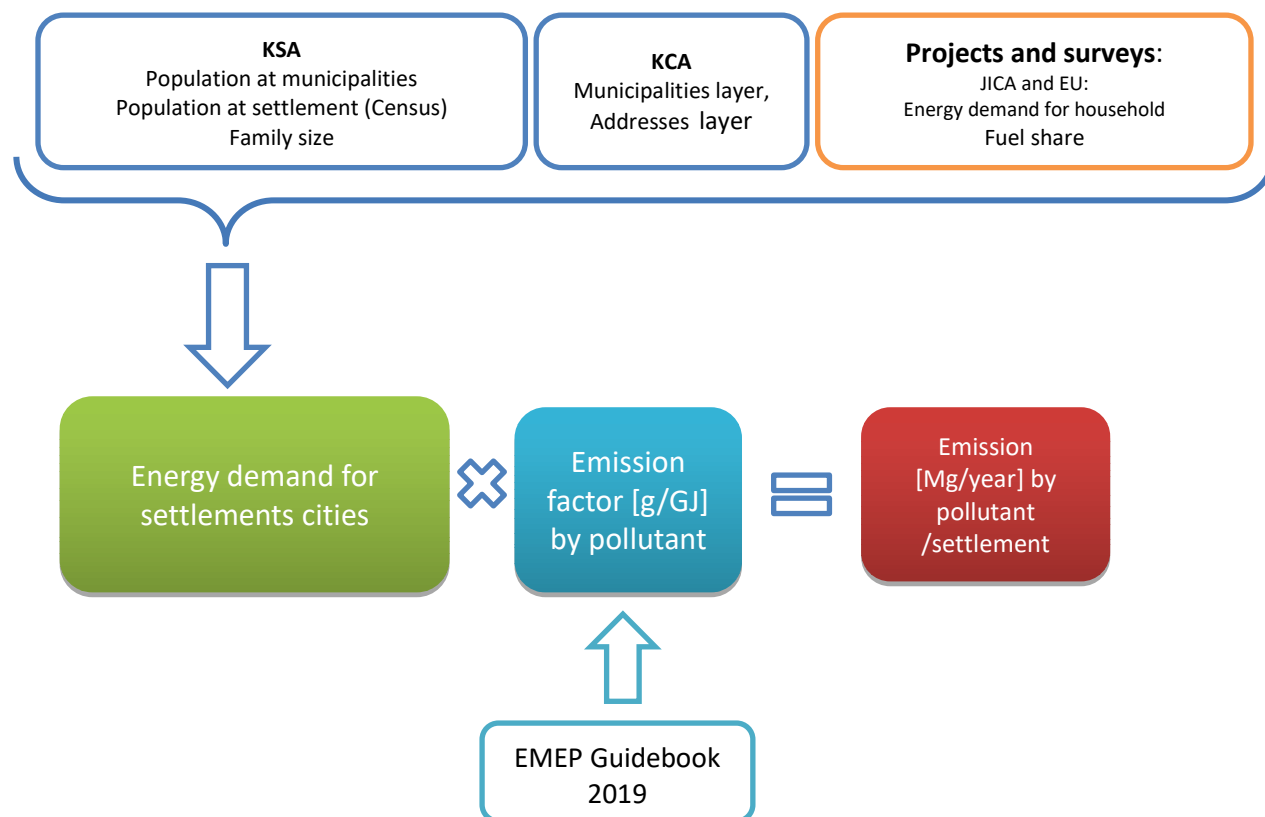 KSA
Population at municipalities
Population at settlement (Census)
Family size
KCA
Municipalities layer,
Addresses layer
Projects and surveys:
JICA and EU:
Energy demand for household
Fuel share
Energy demand for
settlements cities
Emission
factor [g/GJ]
by pollutant
Emission
[Mg/year] by
pollutant
/settlement
EMEP Guidebook
2019